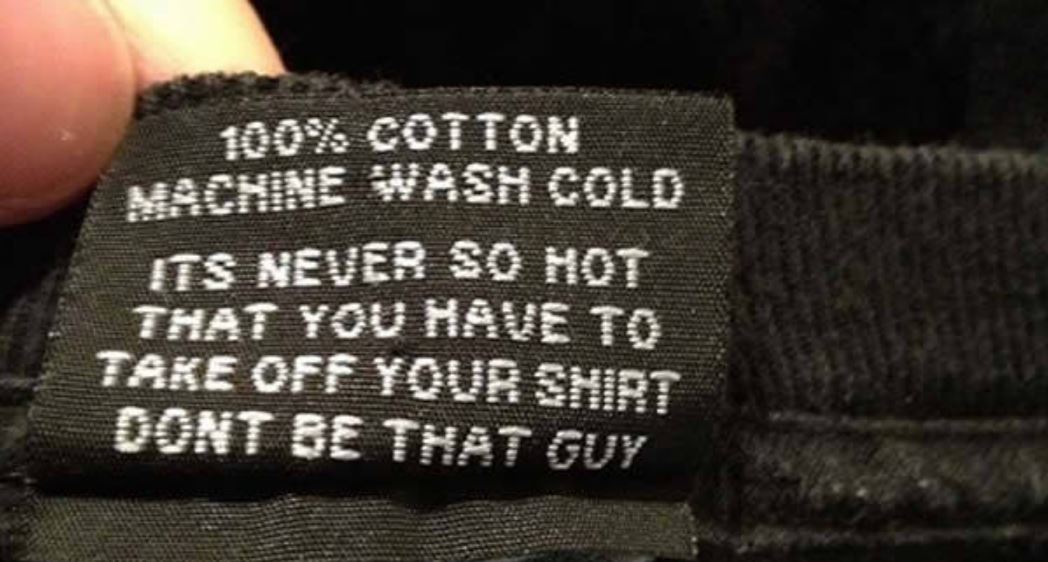 100% COTTON
MACHINE WASH COLD
ITS NEVER SO HOT
THAT YOU HAVE TO
TAKE OFF YOUR SHIRT
DONT BE THAT GUY